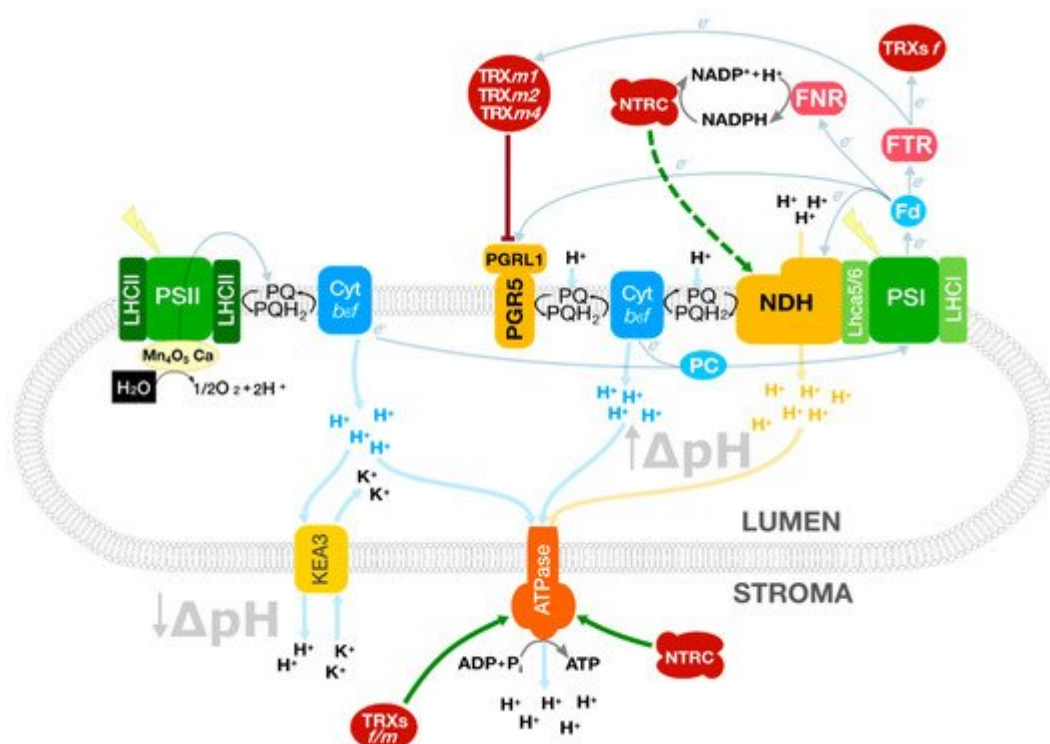 TRXs f
e⁻
TRXm1
TRXm2
TRXm4
NADP⁺+ H⁺
NTRC
FNR
NADPH
e⁻
FTR
e⁻
e⁻
e⁻
e⁻
H⁺ H⁺
H⁺
Fd
e⁻
PGRL1
H⁺
H⁺
LHCII
PSII
LHCII
PQ
PQH₂
Cyt
b₆f
PGR5
PQ
PQH₂
Cyt
b₆f
PQ
PQH₂
NDH
Lhca5/6
PSI
LHCI
e⁻
e⁻
e⁻
PC
Mn₄O₅ Ca
H₂O
1/2O ₂ + 2H ⁺
H⁺ H⁺
H⁺ H⁺
H⁺
H⁺ H⁺
H⁺ H⁺
H⁺
H⁺ H⁺ H⁺
H⁺ H⁺ H⁺
↑ΔpH
K⁺
K⁺
LUMEN
KEA3
ATPase
STROMA
↓ΔpH
H⁺
H⁺
K⁺
K⁺
ADP+Pᵢ
ATP
NTRC
H⁺ H⁺ H⁺
H⁺ H⁺
TRXs
f/m